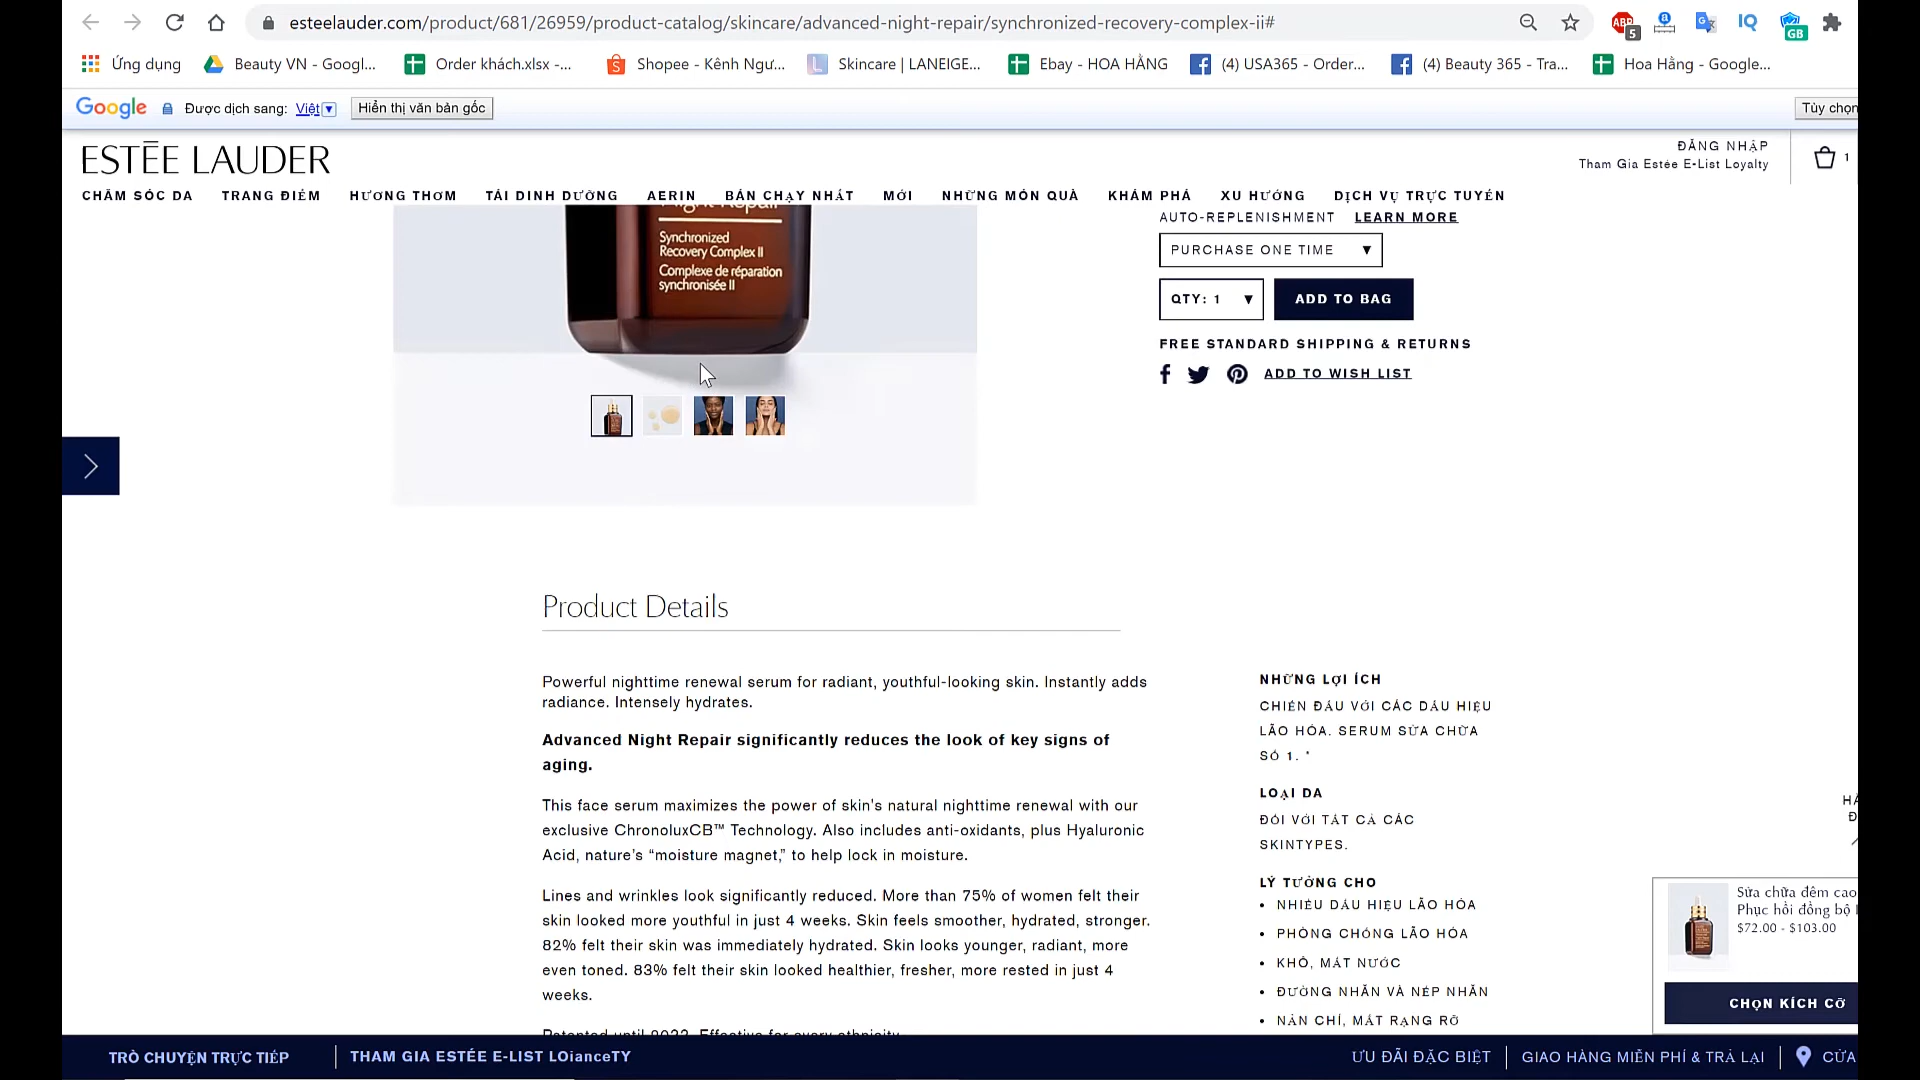 esteelauder.com/product/681/26959/product-catalog/skincare/advanced-night-repair/synchronized-recovery-complex-ii#
ABP
5
a
IQ
GB
Ứng dụng
Beauty VN - Googl...
Order khách.xlsx -...
Shopee - Kênh Ngư...
L
Skincare | LANEIGE...
Ebay - HOA HẰNG
(4) USA365 - Order...
(4) Beauty 365 - Tra...
Hoa Hằng - Google...
Google
Được dịch sang:
Việt
Hiển thị văn bản gốc
Tùy chọn
ESTĒE LAUDER
ĐĂNG NHẬP
Tham Gia Estée E-List Loyalty
1
CHĂM SÓC DA
TRANG ĐIỂM
HƯƠNG THƠM
TÁI DINH DƯỠNG
AERIN
BÁN CHẠY NHẤT
MỚI
NHỮNG MÓN QUÀ
KHÁM PHÁ
XU HƯỚNG
DỊCH VỤ TRỰC TUYẾN
Night Repair
Synchronized
Recovery Complex II
Complexe de réparation
synchronisée II
AUTO-REPLENISHMENT
LEARN MORE
PURCHASE ONE TIME
QTY: 1
ADD TO BAG
FREE STANDARD SHIPPING & RETURNS
ADD TO WISH LIST
Product Details
Powerful nighttime renewal serum for radiant, youthful-looking skin. Instantly adds
radiance. Intensely hydrates.
Advanced Night Repair significantly reduces the look of key signs of
aging.
This face serum maximizes the power of skin's natural nighttime renewal with our
exclusive ChronoluxCB™ Technology. Also includes anti-oxidants, plus Hyaluronic
Acid, nature’s “moisture magnet,” to help lock in moisture.
Lines and wrinkles look significantly reduced. More than 75% of women felt their
skin looked more youthful in just 4 weeks. Skin feels smoother, hydrated, stronger.
82% felt their skin was immediately hydrated. Skin looks younger, radiant, more
even toned. 83% felt their skin looked healthier, fresher, more rested in just 4
weeks.
Patented until 2033. Effective for every ethnicity.
NHỮNG LỢI ÍCH
CHIẾN ĐẤU VỚI CÁC DẤU HIỆU
LÃO HÓA. SERUM SỬA CHỮA
SỐ 1. *
LOẠI DA
ĐỐI VỚI TẤT CẢ CÁC
SKINTYPES.
LÝ TƯỞNG CHO
• NHIỀU DẤU HIỆU LÃO HÓA
• PHÒNG CHỐNG LÃO HÓA
• KHÔ, MẤT NƯỚC
• ĐƯỜNG NHĂN VÀ NẾP NHĂN
• NẢN CHÍ, MẤT RẠNG RỠ
Sửa chữa đêm cao
Phục hồi đồng bộ
$72.00 - $103.00
CHỌN KÍCH CỠ
TRÒ CHUYỆN TRỰC TIẾP
THAM GIA ESTÉE E-LIST LOianceTY
ƯU ĐÃI ĐẶC BIỆT
GIAO HÀNG MIỄN PHÍ & TRẢ LẠI
CỬA